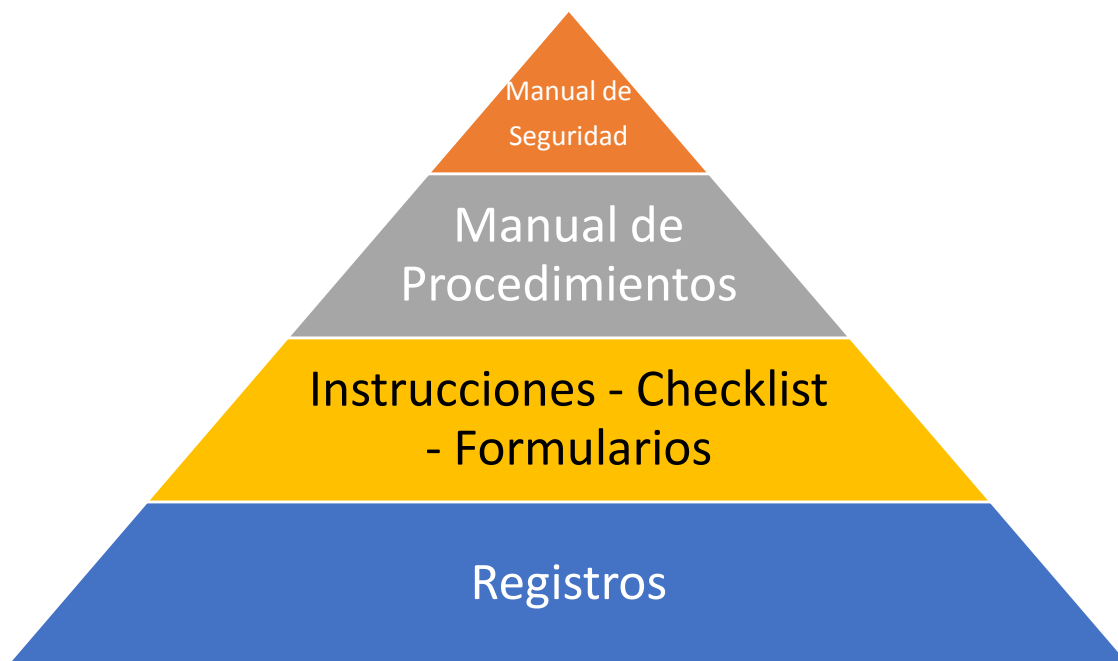 Manual de
Seguridad
Manual de
Procedimientos
Instrucciones - Checklist
- Formularios
Registros